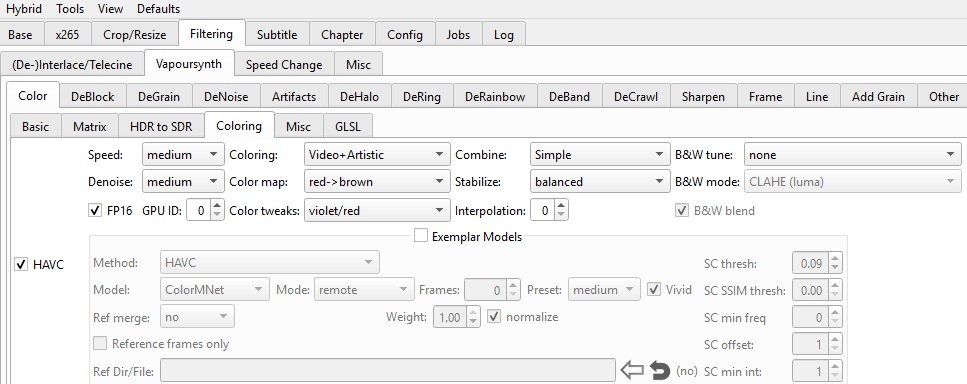 Hybrid Tools View Defaults
Base x265 Crop/Resize Filtering Subtitle Chapter Config Jobs Log
(De-)Interlace/Telecine Vapoursynth Speed Change Misc
Color DeBlock DeGrain DeNoise Artifacts DeHalo DeRing DeRainbow DeBand DeCrawl Sharpen Frame Line Add Grain Other
Basic Matrix HDR to SDR Coloring Misc GLSL
Speed: medium Coloring: Video+Artistic Combine: Simple B&W tune: none
Denoise: medium Color map: red->brown Stabilize: balanced B&W mode: CLAHE (luma)
FP16 GPU ID: 0 Color tweaks: violet/red Interpolation: 0 B&W blend
Exemplar Models
HAVC Method: HAVC SC thresh: 0.09
Model: ColorMNet Mode: remote Frames: 0 Preset: medium Vivid SC SSIM thresh: 0.00
Ref merge: no Weight: 1.00 normalize SC min freq 0
Reference frames only SC offset: 1
Ref Dir/File: (no) SC min int: 1